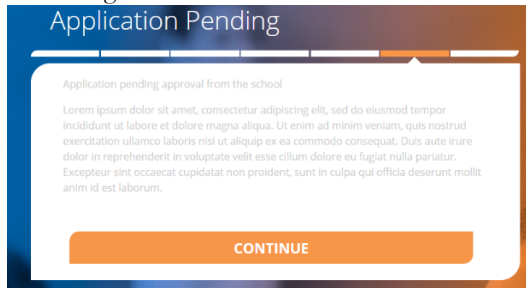 Application Pending
Application pending approval from the school
Lorem ipsum dolor sit amet, consectetur adipiscing elit, sed do eiusmod tempor
incididunt ut labore et dolore magna aliqua. Ut enim ad minim veniam, quis nostrud
exercitation ullamco laboris nisi ut aliquip ex ea commodo consequat. Duis aute irure
dolor in reprehenderit in voluptate velit esse cillum dolore eu fugiat nulla pariatur.
Excepteur sint occaecat cupidatat non proident, sunt in culpa qui officia deserunt mollit
anim id est laborum.
CONTINUE